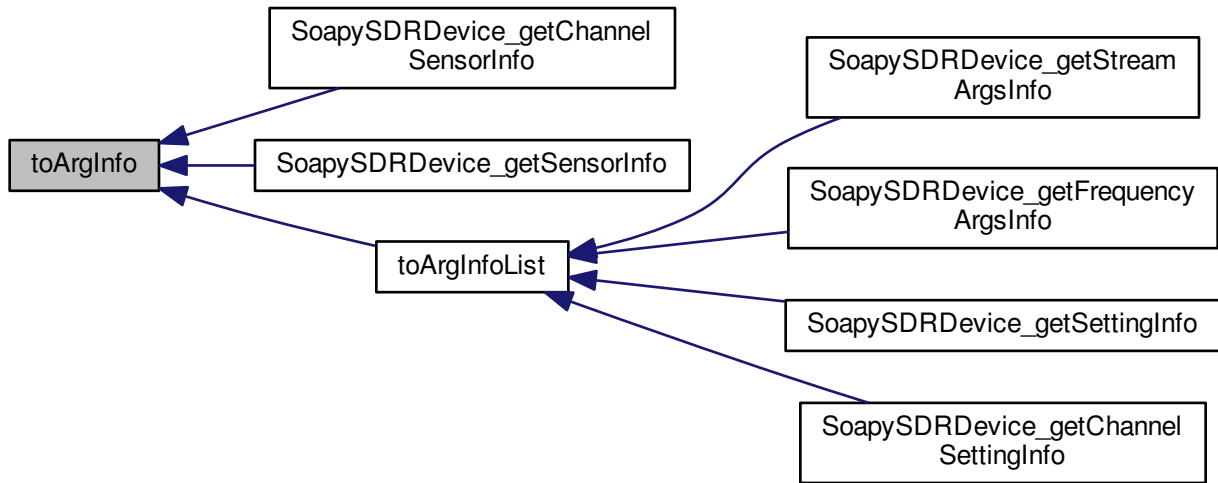 SoapySDRDevice_getChannel
SensorInfo
toArgInfo
SoapySDRDevice_getSensorInfo
toArgInfoList
SoapySDRDevice_getStream
ArgsInfo
SoapySDRDevice_getFrequency
ArgsInfo
SoapySDRDevice_getSettingInfo
SoapySDRDevice_getChannel
SettingInfo